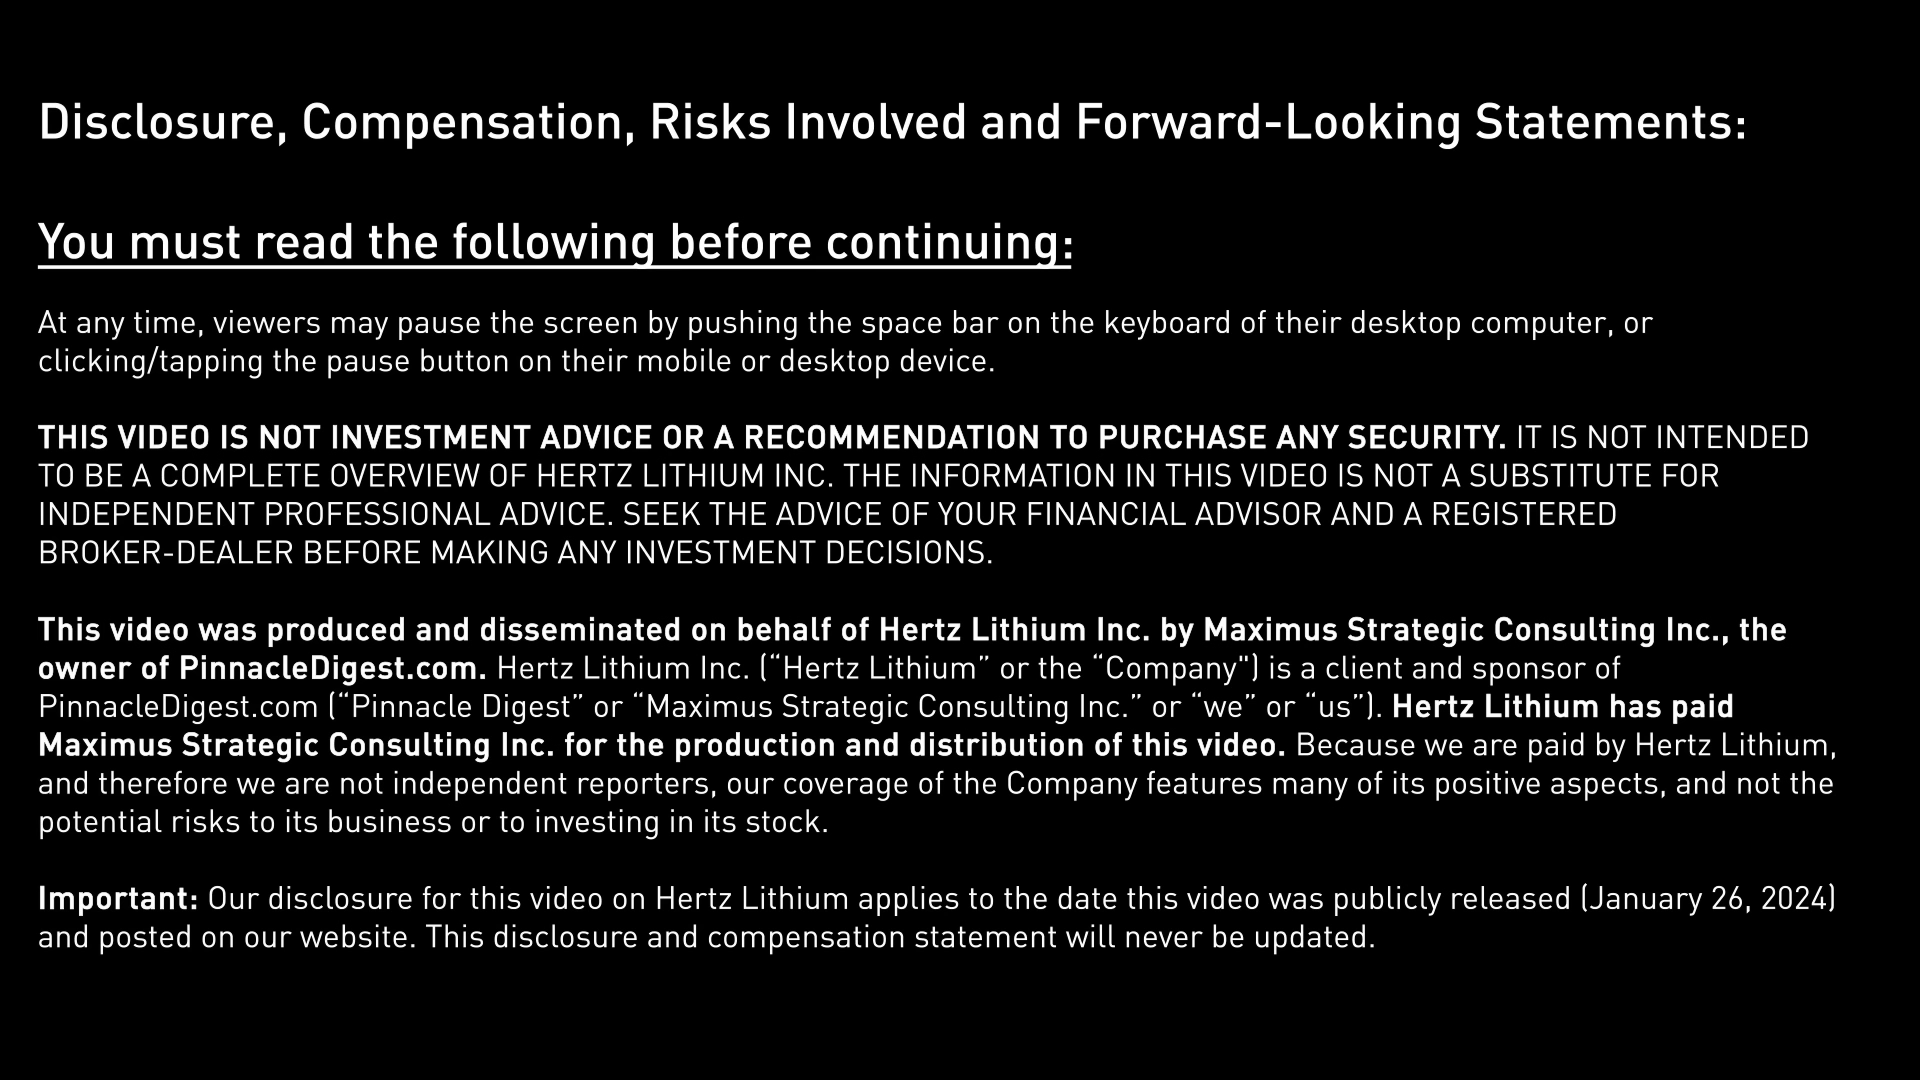 Disclosure, Compensation, Risks Involved and Forward-Looking Statements:
You must read the following before continuing:
At any time, viewers may pause the screen by pushing the space bar on the keyboard of their desktop computer, or
clicking/tapping the pause button on their mobile or desktop device.
THIS VIDEO IS NOT INVESTMENT ADVICE OR A RECOMMENDATION TO PURCHASE ANY SECURITY. IT IS NOT INTENDED
TO BE A COMPLETE OVERVIEW OF HERTZ LITHIUM INC. THE INFORMATION IN THIS VIDEO IS NOT A SUBSTITUTE FOR
INDEPENDENT PROFESSIONAL ADVICE. SEEK THE ADVICE OF YOUR FINANCIAL ADVISOR AND A REGISTERED
BROKER-DEALER BEFORE MAKING ANY INVESTMENT DECISIONS.
This video was produced and disseminated on behalf of Hertz Lithium Inc. by Maximus Strategic Consulting Inc., the
owner of PinnacleDigest.com. Hertz Lithium Inc. (“Hertz Lithium” or the “Company") is a client and sponsor of
PinnacleDigest.com (“Pinnacle Digest” or “Maximus Strategic Consulting Inc.” or “we” or “us”). Hertz Lithium has paid
Maximus Strategic Consulting Inc. for the production and distribution of this video. Because we are paid by Hertz Lithium,
and therefore we are not independent reporters, our coverage of the Company features many of its positive aspects, and not the
potential risks to its business or to investing in its stock.
Important: Our disclosure for this video on Hertz Lithium applies to the date this video was publicly released (January 26, 2024)
and posted on our website. This disclosure and compensation statement will never be updated.